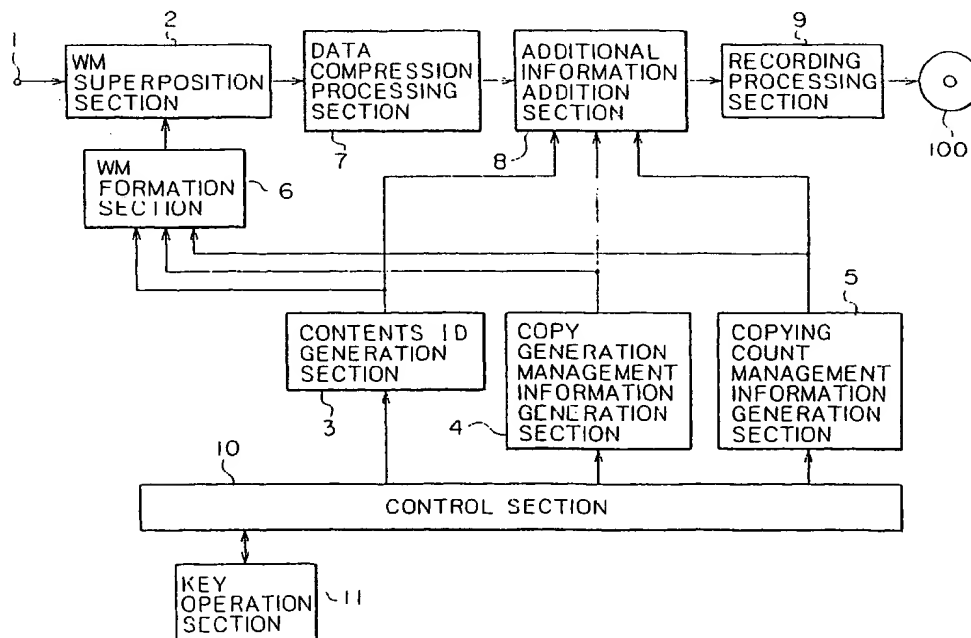 1
2
WM
SUPERPOSITION
SECTION
DATA
COMPRESSION
PROCESSING
SECTION
7
ADDITIONAL
INFORMATION
ADDITION
SECTION
8
9
RECORDING
PROCESSING
SECTION
100
WM
FORMATION
SECTION
6
CONTENTS ID
GENERATION
SECTION
3
COPY
GENERATION
MANAGEMENT
INFORMATION
GENERATION
SECTION
4
5
COPYING
COUNT
MANAGEMENT
INFORMATION
GENERATION
SECTION
10
CONTROL SECTION
KEY
OPERATION
SECTION
11